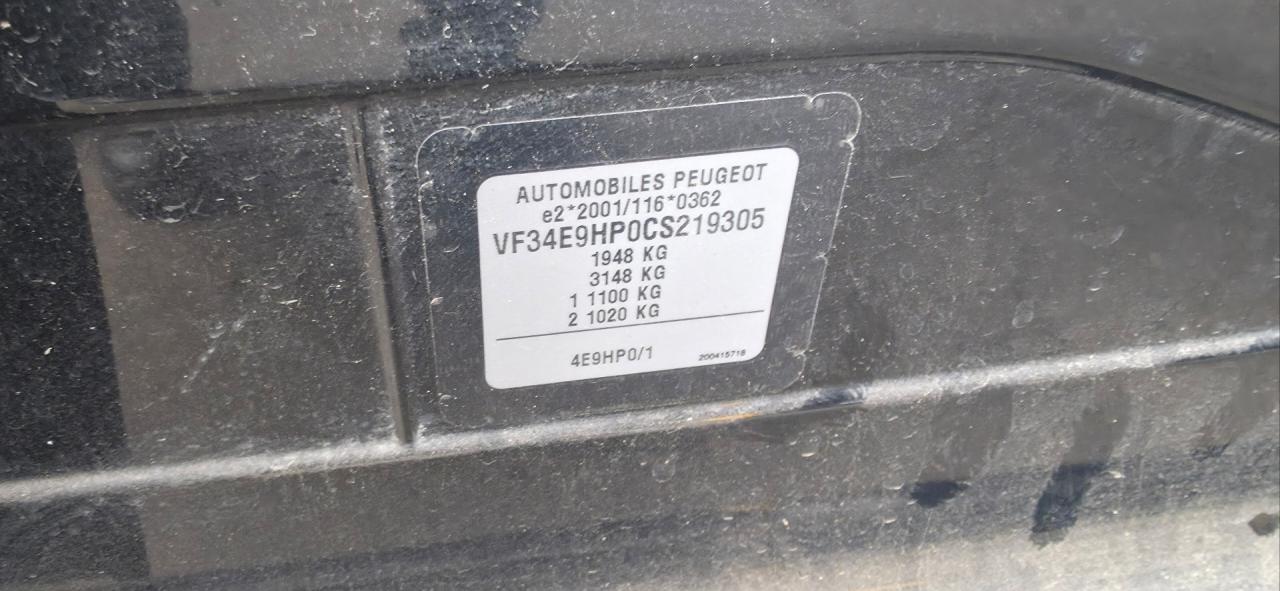 AUTOMOBILES PEUGEOT
e2*2001/116*0362
VF34E9HP0CS219305
1948 KG
3148 KG
1 1100 KG
2 1020 KG
4E9HP0/1
200415718